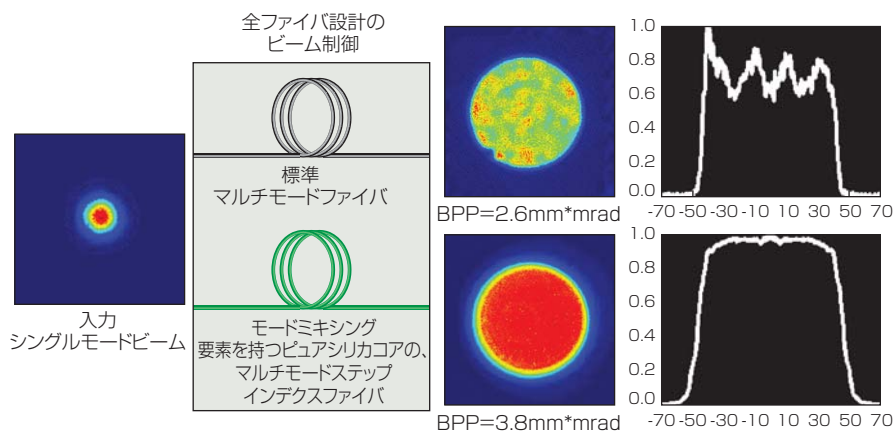 全ファイバ設計の
ビーム制御
入力
シングルモードビーム
標準
マルチモードファイバ
モードミキシング
要素を持つピュアシリカコアの、
マルチモードステップ
インデクスファイバ
BPP=2.6mm*mrad
1.0
0.8
0.6
0.4
0.2
0.0
-70 -50 -30 -10 10 30 50 70
BPP=3.8mm*mrad
1.0
0.8
0.6
0.4
0.2
0.0
-70 -50 -30 -10 10 30 50 70